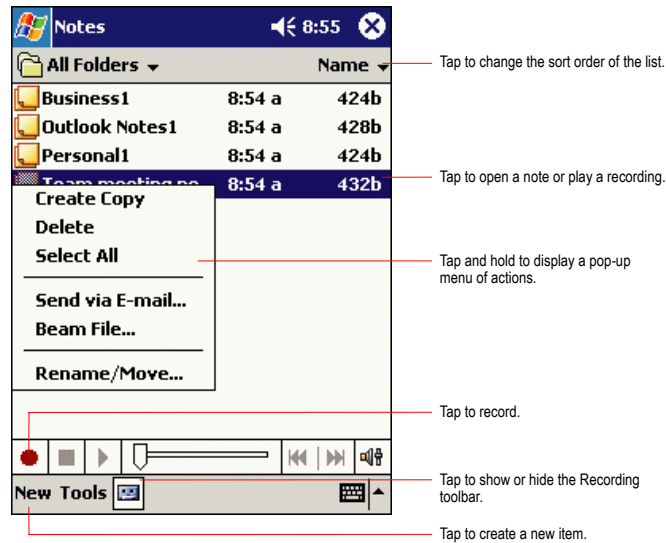 Notes 8:55
All Folders Name
Tap to change the sort order of the list.
Business1 8:54 a 424b
Outlook Notes1 8:54 a 428b
Personal1 8:54 a 424b
Team meeting no 8:54 a 432b
Tap to open a note or play a recording.
Create Copy
Delete
Select All
Send via E-mail...
Beam File...
Rename/Move...
Tap and hold to display a pop-up
menu of actions.
Tap to record.
New Tools
Tap to show or hide the Recording
toolbar.
Tap to create a new item.